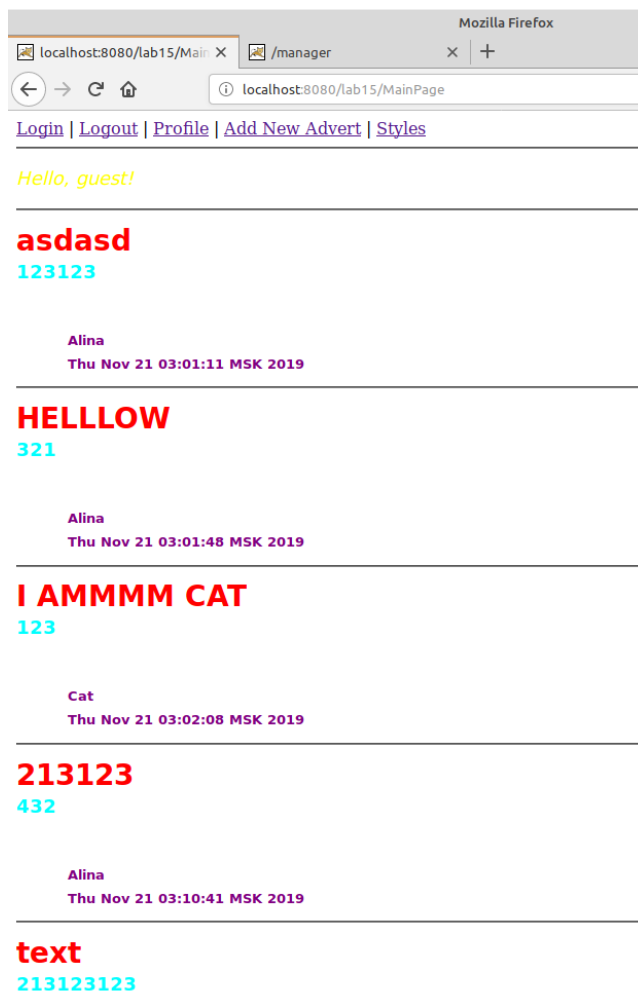 Mozilla Firefox
localhost:8080/lab15/Main
/manager
localhost:8080/lab15/MainPage
Login | Logout | Profile | Add New Advert | Styles
Hello, guest!
asdasd
123123
Alina
Thu Nov 21 03:01:11 MSK 2019
HELLLOW
321
Alina
Thu Nov 21 03:01:48 MSK 2019
I AMMMM CAT
123
Cat
Thu Nov 21 03:02:08 MSK 2019
213123
432
Alina
Thu Nov 21 03:10:41 MSK 2019
text
213123123